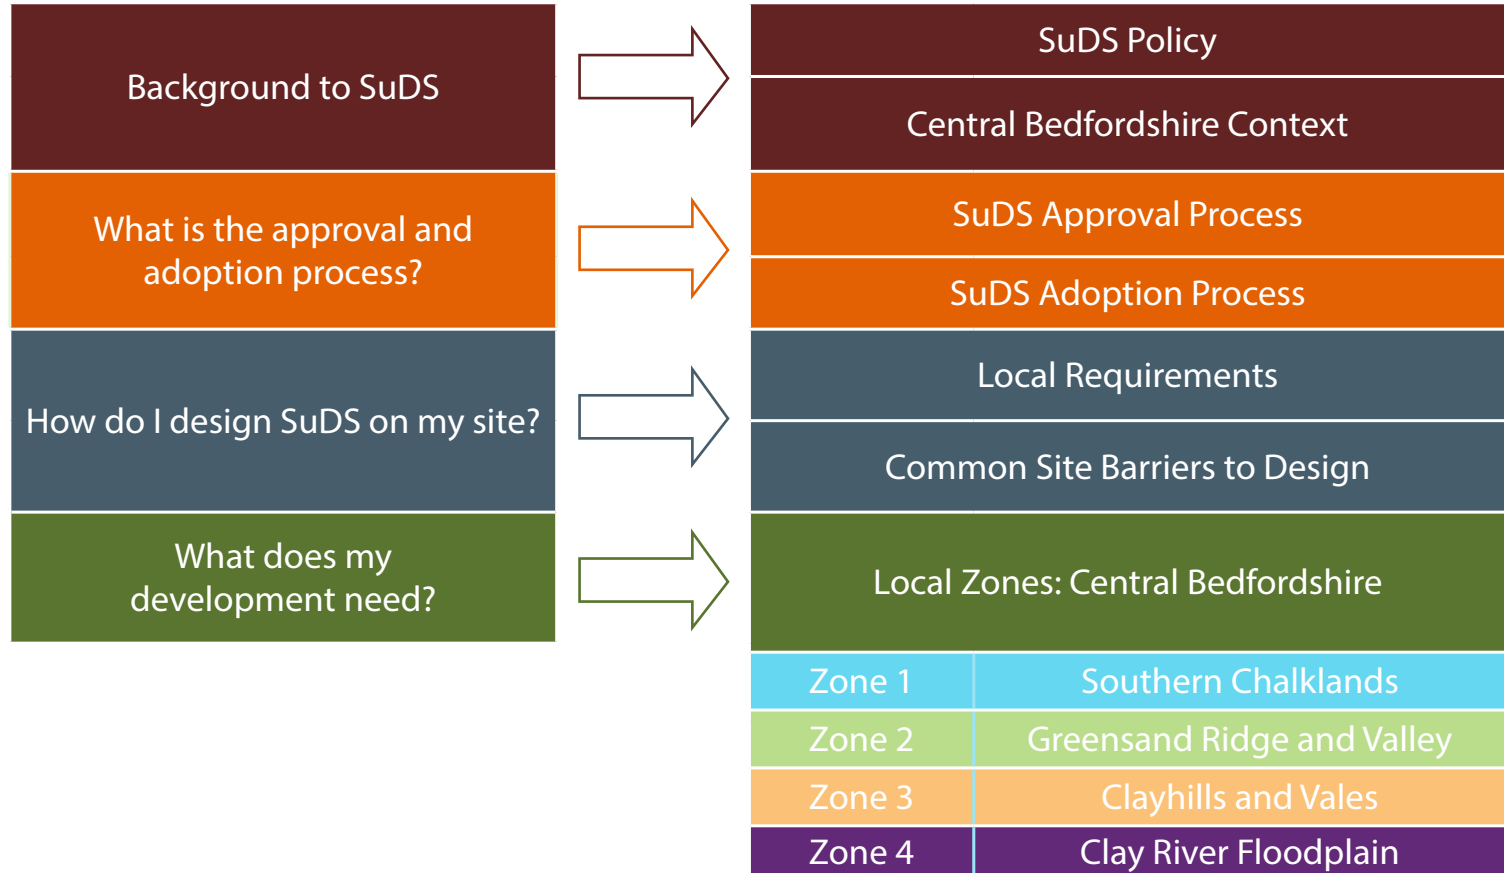 Background to SuDS
SuDS Policy
Central Bedfordshire Context
What is the approval and
adoption process?
SuDS Approval Process
SuDS Adoption Process
How do I design SuDS on my site?
Local Requirements
Common Site Barriers to Design
What does my
development need?
Local Zones: Central Bedfordshire
Zone 1 Southern Chalklands
Zone 2 Greensand Ridge and Valley
Zone 3 Clayhills and Vales
Zone 4 Clay River Floodplain